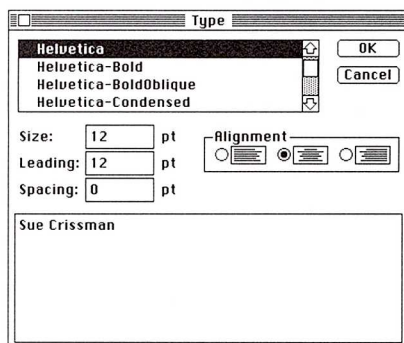 Type
Helvetica
Helvetica-Bold
Helvetica-BoldOblique
Helvetica-Condensed
OK
Cancel
Size: 12 pt
Leading: 12 pt
Spacing: 0 pt
Alignment
Sue Crissman